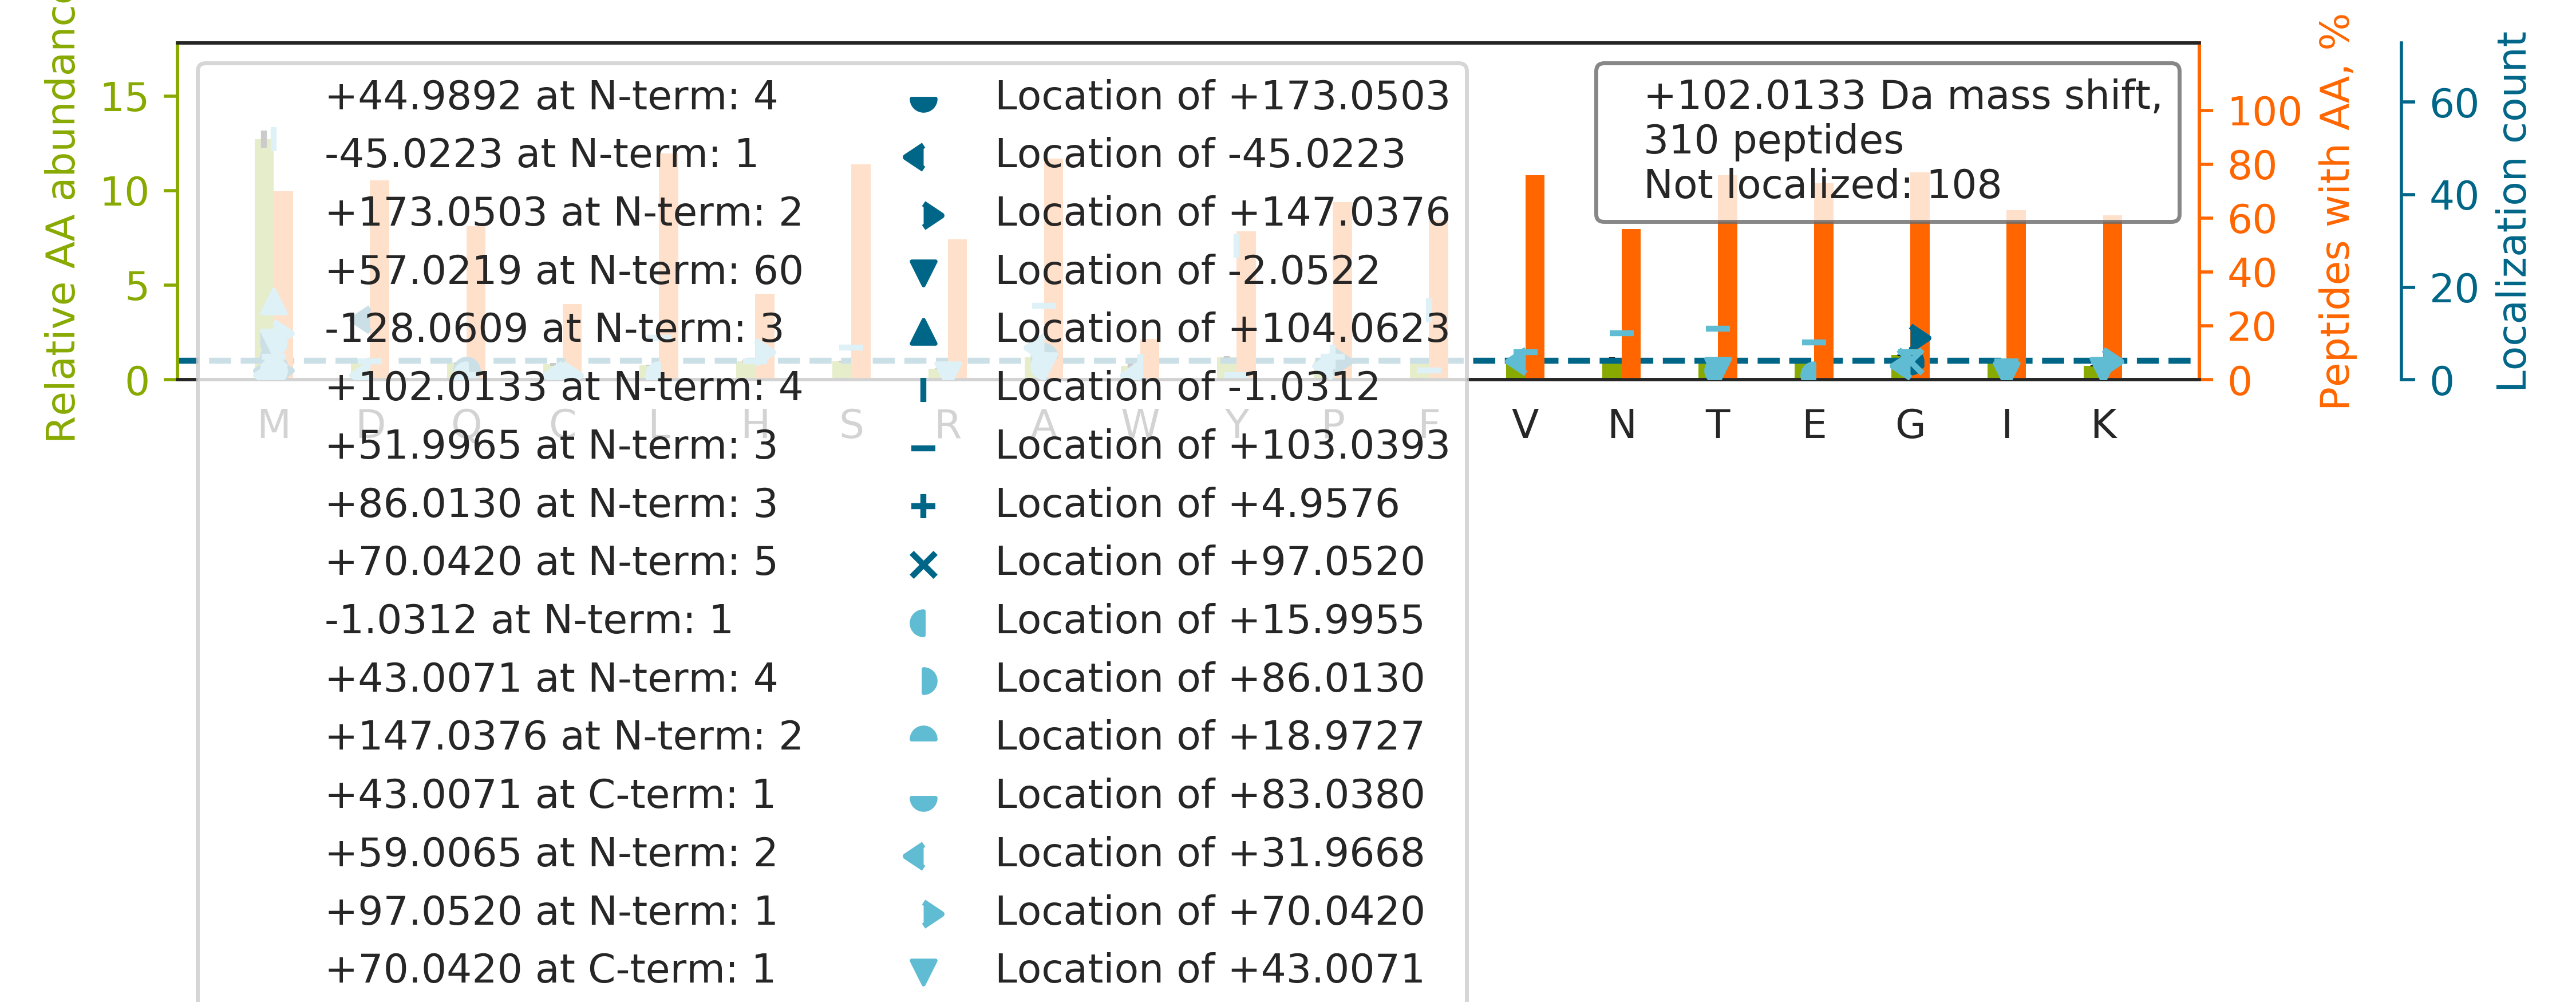 Relative AA abundance
15
10
5
0
+44.9892 at N-term: 4
-45.0223 at N-term: 1
+173.0503 at N-term: 2
+57.0219 at N-term: 60
-128.0609 at N-term: 3
+102.0133 at N-term: 4
+51.9965 at N-term: 3
+86.0130 at N-term: 3
+70.0420 at N-term: 5
-1.0312 at N-term: 1
+43.0071 at N-term: 4
+147.0376 at N-term: 2
+43.0071 at C-term: 1
+59.0065 at N-term: 2
+97.0520 at N-term: 1
+70.0420 at C-term: 1
Location of +173.0503
Location of -45.0223
Location of +147.0376
Location of -2.0522
Location of +104.0623
Location of -1.0312
Location of +103.0393
Location of +4.9576
Location of +97.0520
Location of +15.9955
Location of +86.0130
Location of +18.9727
Location of +83.0380
Location of +31.9668
Location of +70.0420
Location of +43.0071
+102.0133 Da mass shift,
310 peptides
Not localized: 108
M D Q C L H S R A W Y P F V N T E G I K
100
80
60
40
20
0
Peptides with AA, %
60
40
20
0
Localization count